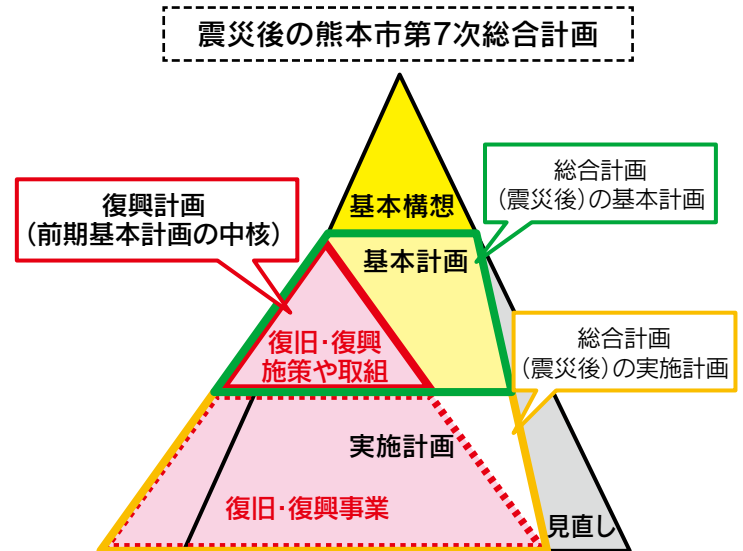 震災後の熊本市第7次総合計画
総合計画
(震災後)の基本計画
復興計画
(前期基本計画の中核)
基本構想
基本計画
総合計画
(震災後)の実施計画
復旧・復興
施策や取組
実施計画
復旧・復興事業
見直し